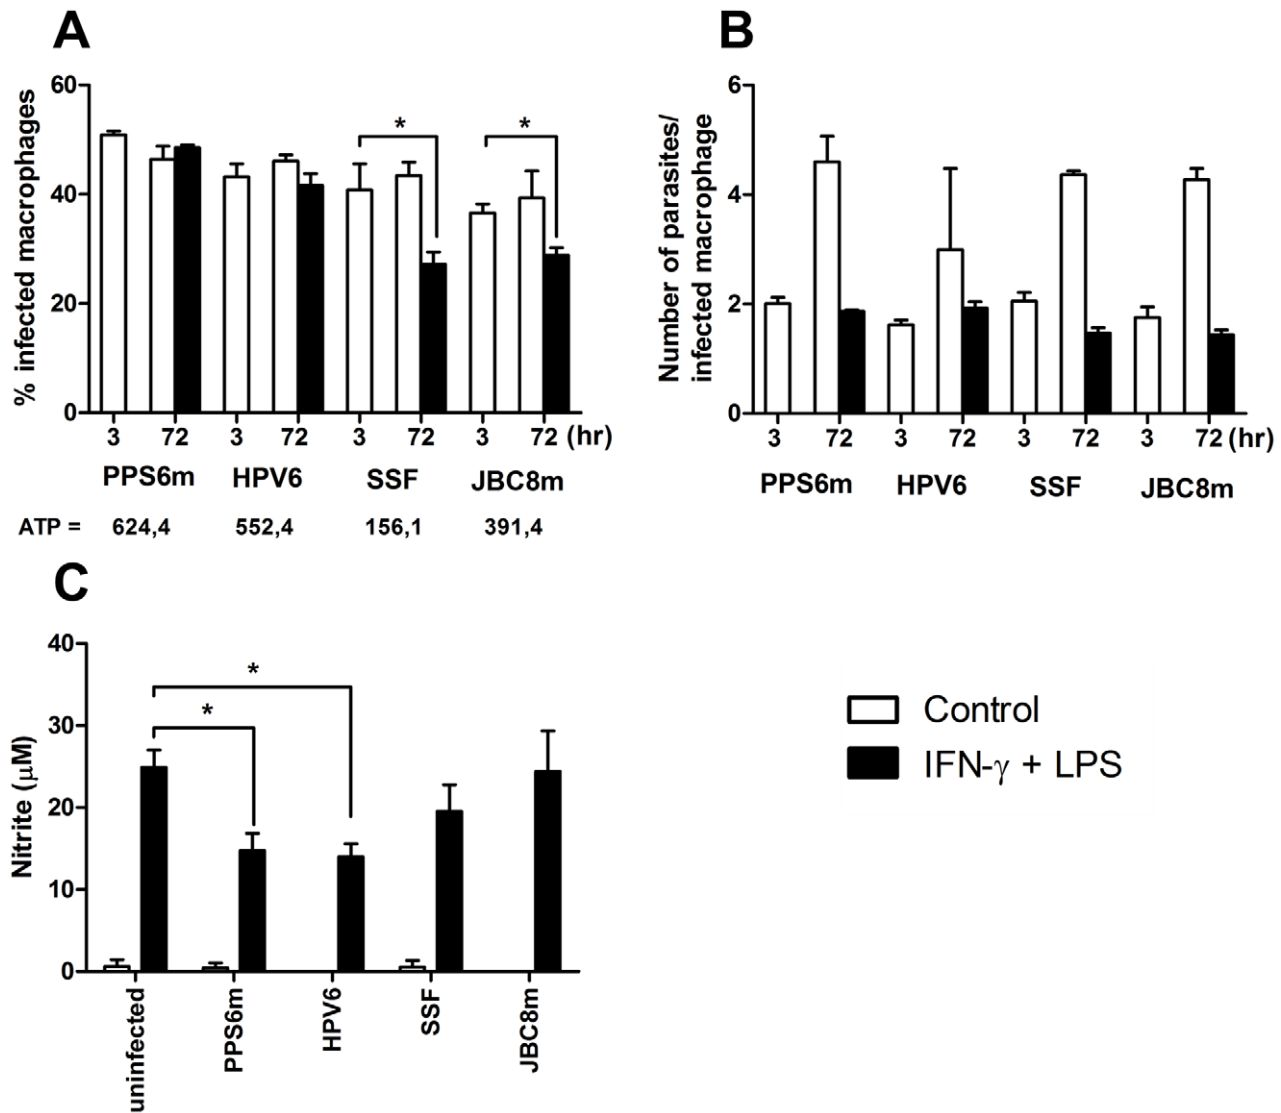 A
% infected macrophages
60
40
20
0
* *
3 72 3 72 3 72 3 72 (hr)
PPS6m HPV6 SSF JBC8m
ATP = 624,4 552,4 156,1 391,4
B
Number of parasites/
infected macrophage
6
4
2
0
3 72 3 72 3 72 3 72 (hr)
PPS6m HPV6 SSF JBC8m
C
Nitrite (μM)
40
30
20
10
0
*
*
uninfected
PPS6m
HPV6
SSF
JBC8m
Control
IFN-γ + LPS